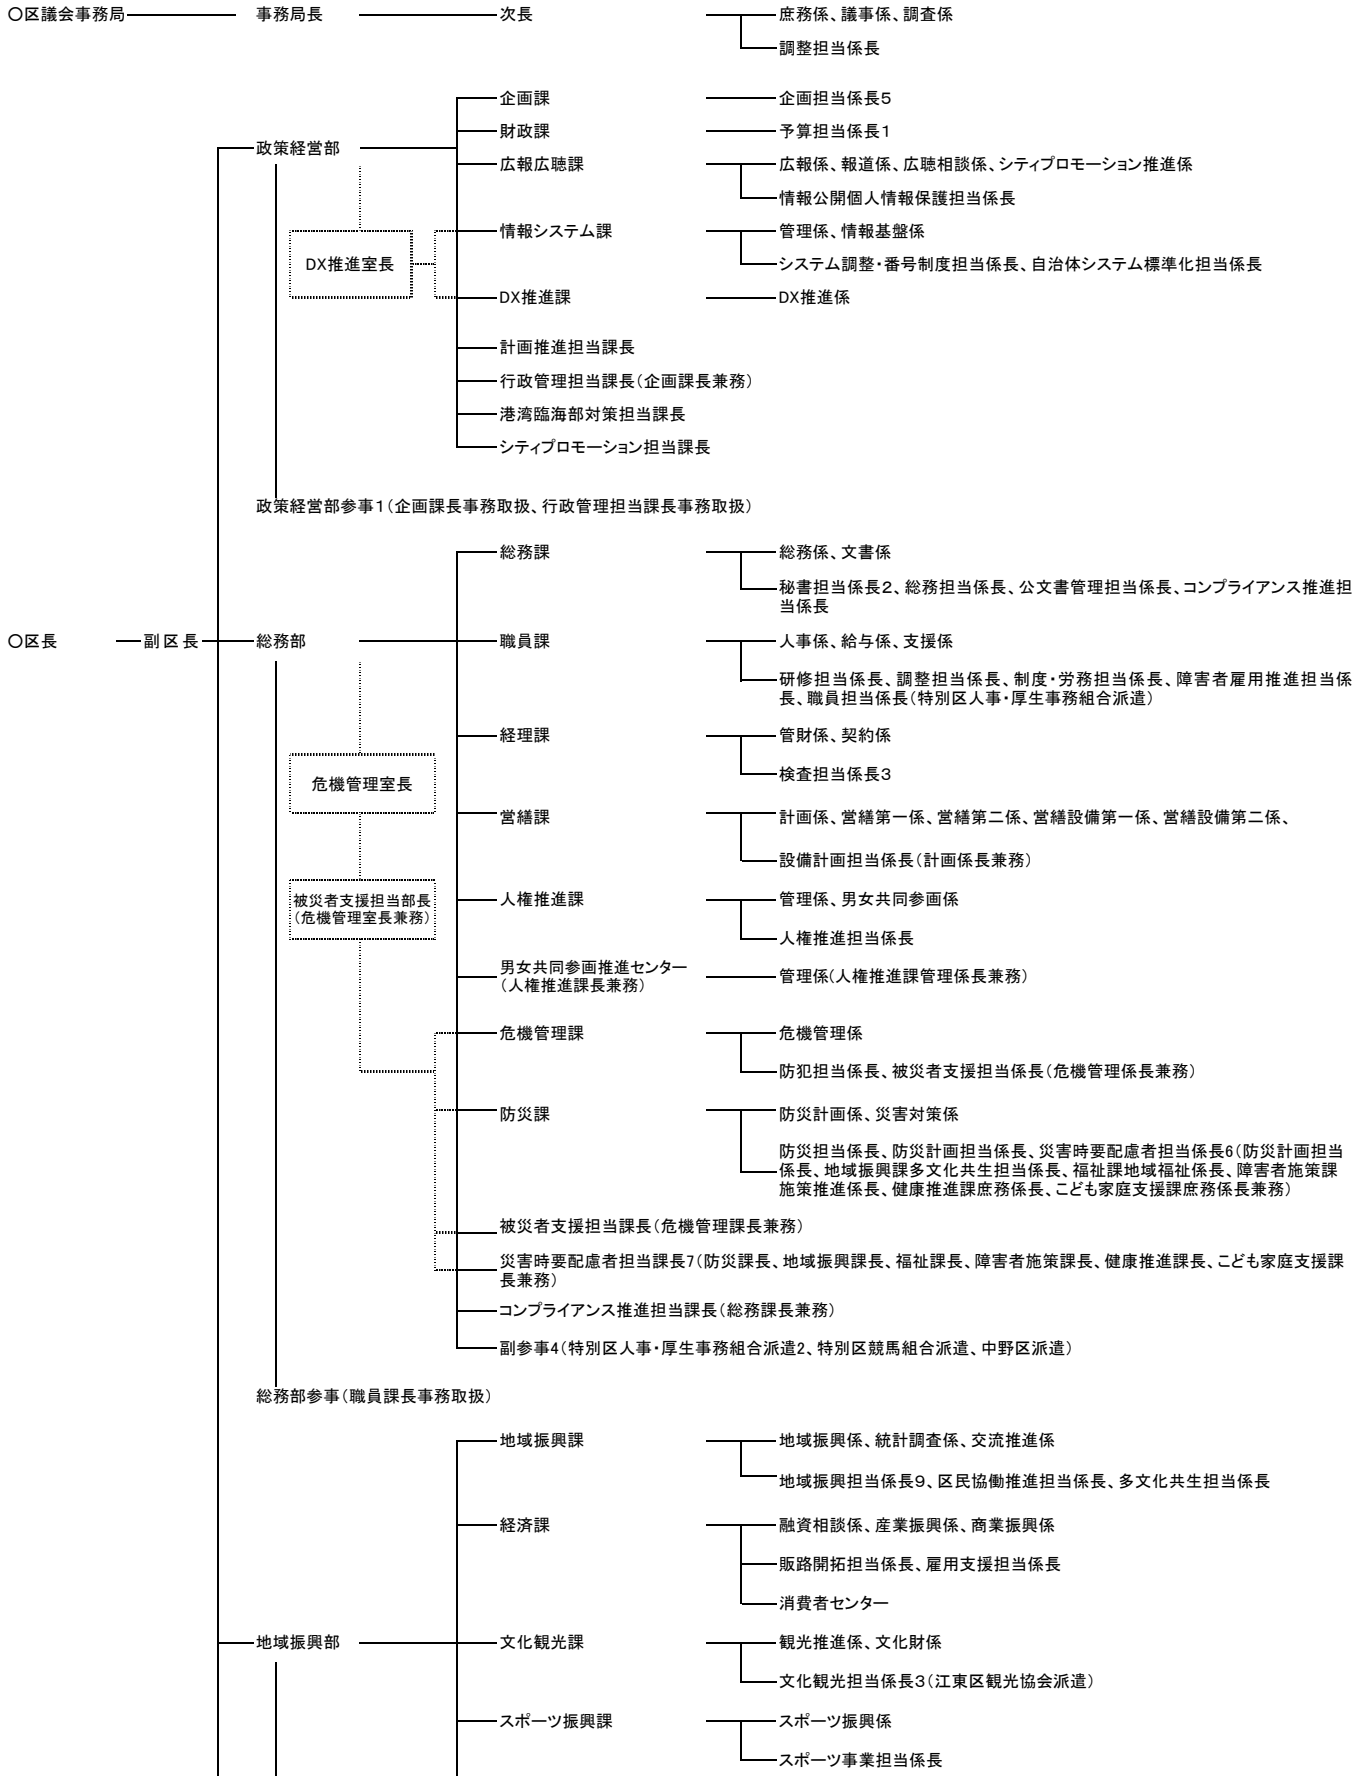 〇区議会事務局 事務局長 次長 庶務係、議事係、調査係
調整担当係長
企画課 企画担当係長5
財政課 予算担当係長1
政策経営部
広報広聴課 広報係、報道係、広聴相談係、シティプロモーション推進係
情報公開個人情報保護担当係長
情報システム課 管理係、情報基盤係
DX推進室長
システム調整・番号制度担当係長、自治体システム標準化担当係長
DX推進課 DX推進係
計画推進担当課長
行政管理担当課長(企画課長兼務)
港湾臨海部対策担当課長
シティプロモーション担当課長
政策経営部参事1(企画課長事務取扱、行政管理担当課長事務取扱)
総務課 総務係、文書係
秘書担当係長2、総務担当係長、公文書管理担当係長、コンプライアンス推進担
当係長
〇区長 副区長 総務部 職員課 人事係、給与係、支援係
研修担当係長、調整担当係長、制度・労務担当係長、障害者雇用推進担当係
長、職員担当係長(特別区人事・厚生事務組合派遣)
経理課 管財係、契約係
検査担当係長3
危機管理室長
営繕課 計画係、営繕第一係、営繕第二係、営繕設備第一係、営繕設備第二係、
設備計画担当係長(計画係長兼務)
被災者支援担当部長
(危機管理室長兼務)
人権推進課 管理係、男女共同参画係
人権推進担当係長
男女共同参画推進センター
(人権推進課長兼務)
管理係(人権推進課管理係長兼務)
危機管理課 危機管理係
防犯担当係長、被災者支援担当係長(危機管理係長兼務)
防災課 防災計画係、災害対策係
防災担当係長、防災計画担当係長、災害時要配慮者担当係長6(防災計画担当
係長、地域振興課多文化共生担当係長、福祉課地域福祉係長、障害者施策課
施策推進係長、健康推進課庶務係長、こども家庭支援課庶務係長兼務)
被災者支援担当課長(危機管理課長兼務)
災害時要配慮者担当課長7(防災課長、地域振興課長、福祉課長、障害者施策課長、健康推進課長、こども家庭支援課
長兼務)
コンプライアンス推進担当課長(総務課長兼務)
副参事4(特別区人事・厚生事務組合派遣2、特別区競馬組合派遣、中野区派遣)
総務部参事(職員課長事務取扱)
地域振興課 地域振興係、統計調査係、交流推進係
地域振興担当係長9、区民協働推進担当係長、多文化共生担当係長
経済課 融資相談係、産業振興係、商業振興係
販路開拓担当係長、雇用支援担当係長
消費者センター
地域振興部 文化観光課 観光推進係、文化財係
文化観光担当係長3(江東区観光協会派遣)
スポーツ振興課 スポーツ振興係
スポーツ事業担当係長